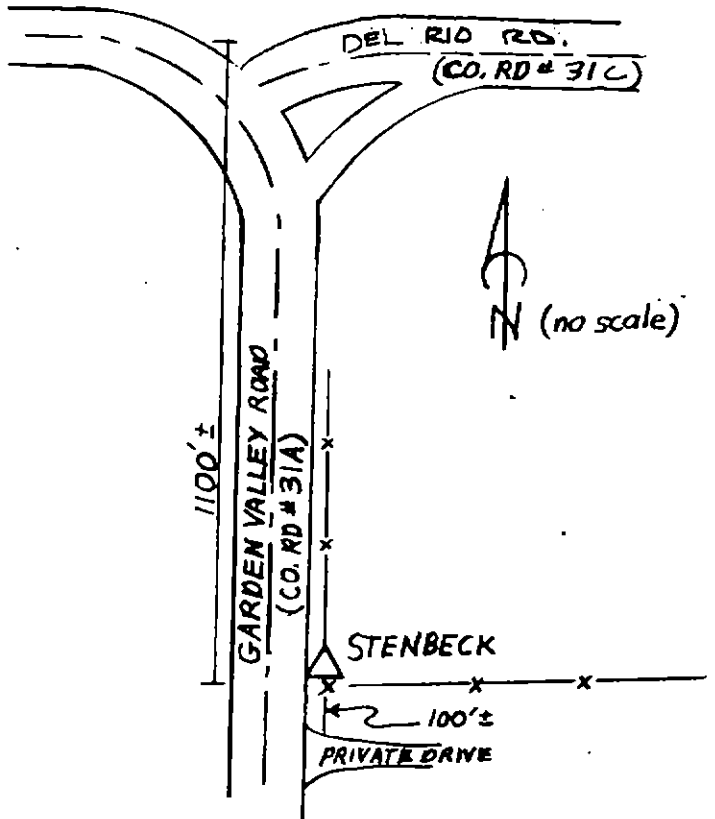 DEL RIO RD.
(CO. RD # 31C)
N (no scale)
1100'±
GARDEN VALLEY ROAD
(CO. RD # 31A)
STENBECK
100'±
PRIVATE DRIVE